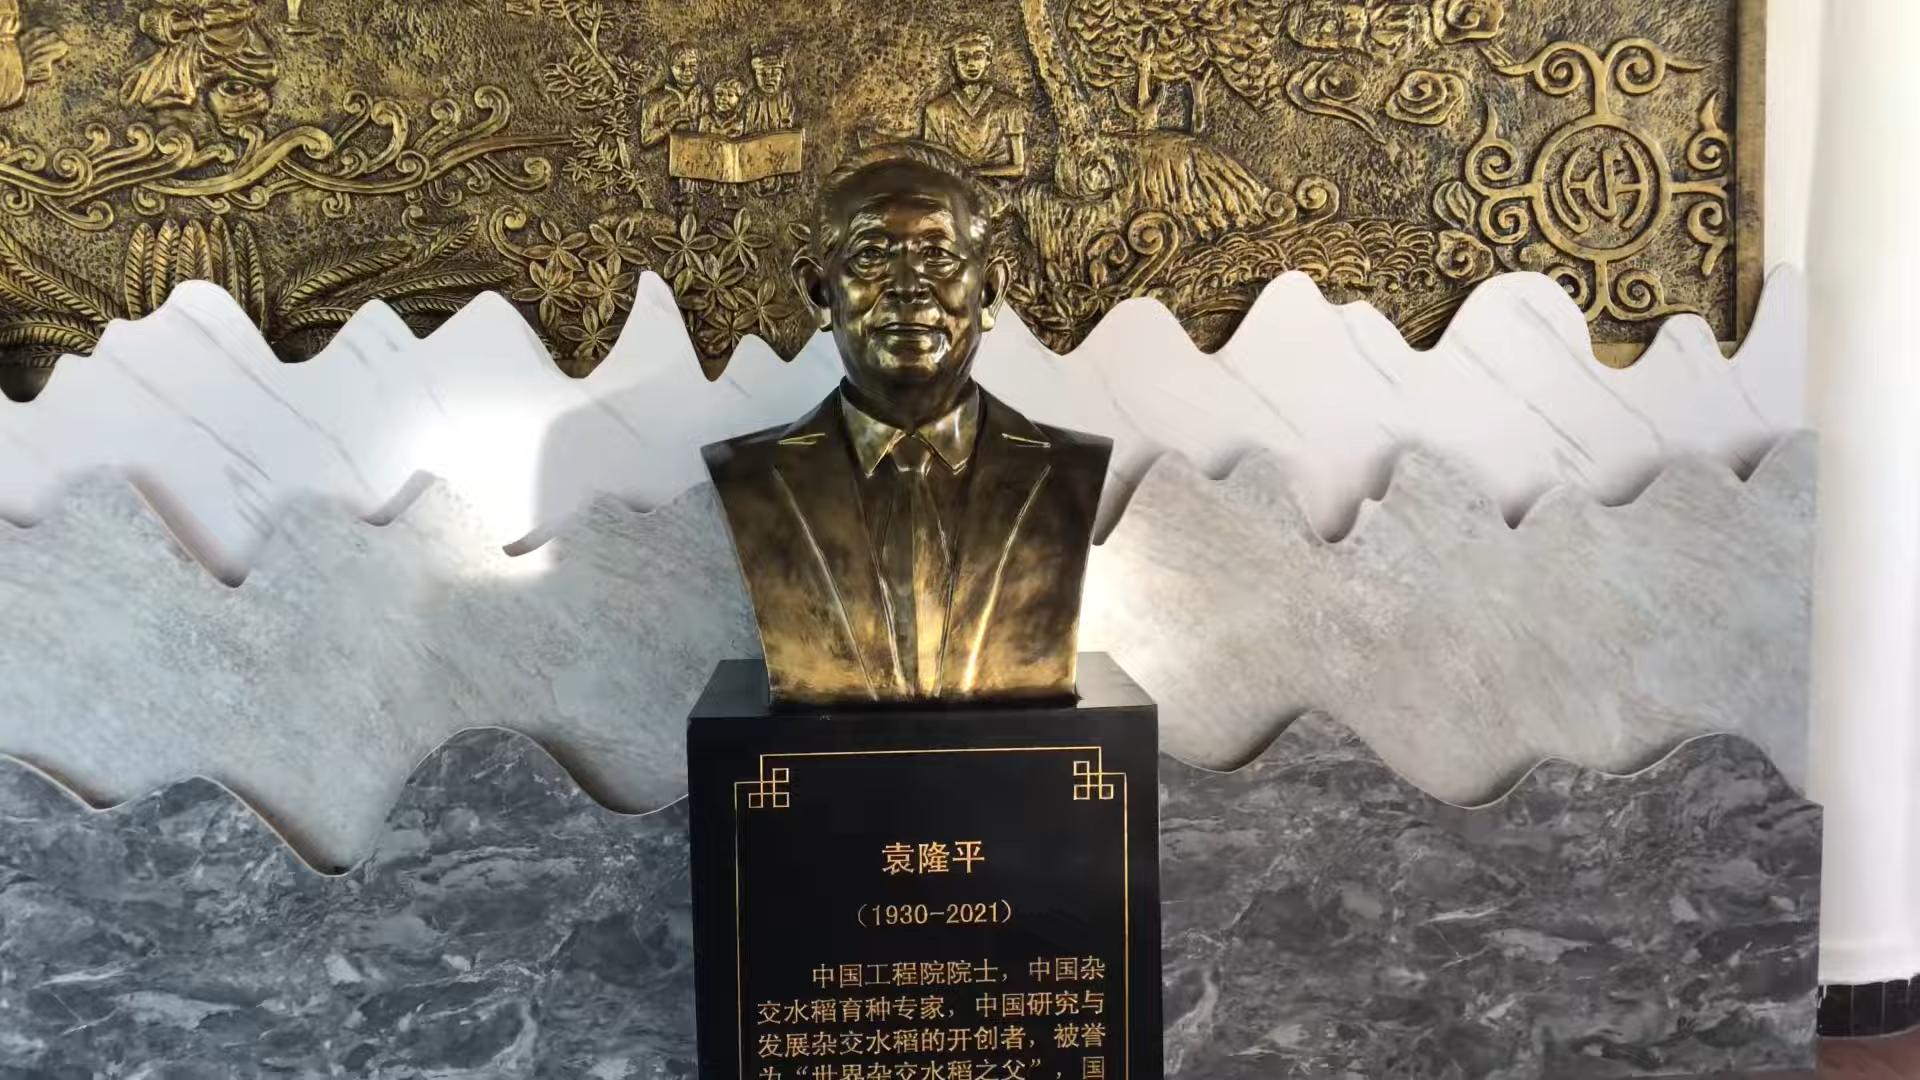 袁隆平
（1930-2021）
中国工程院院士，中国杂
交水稻育种专家，中国研究与
发展杂交水稻的开创者，被誉
为“世界杂交水稻之父”，国